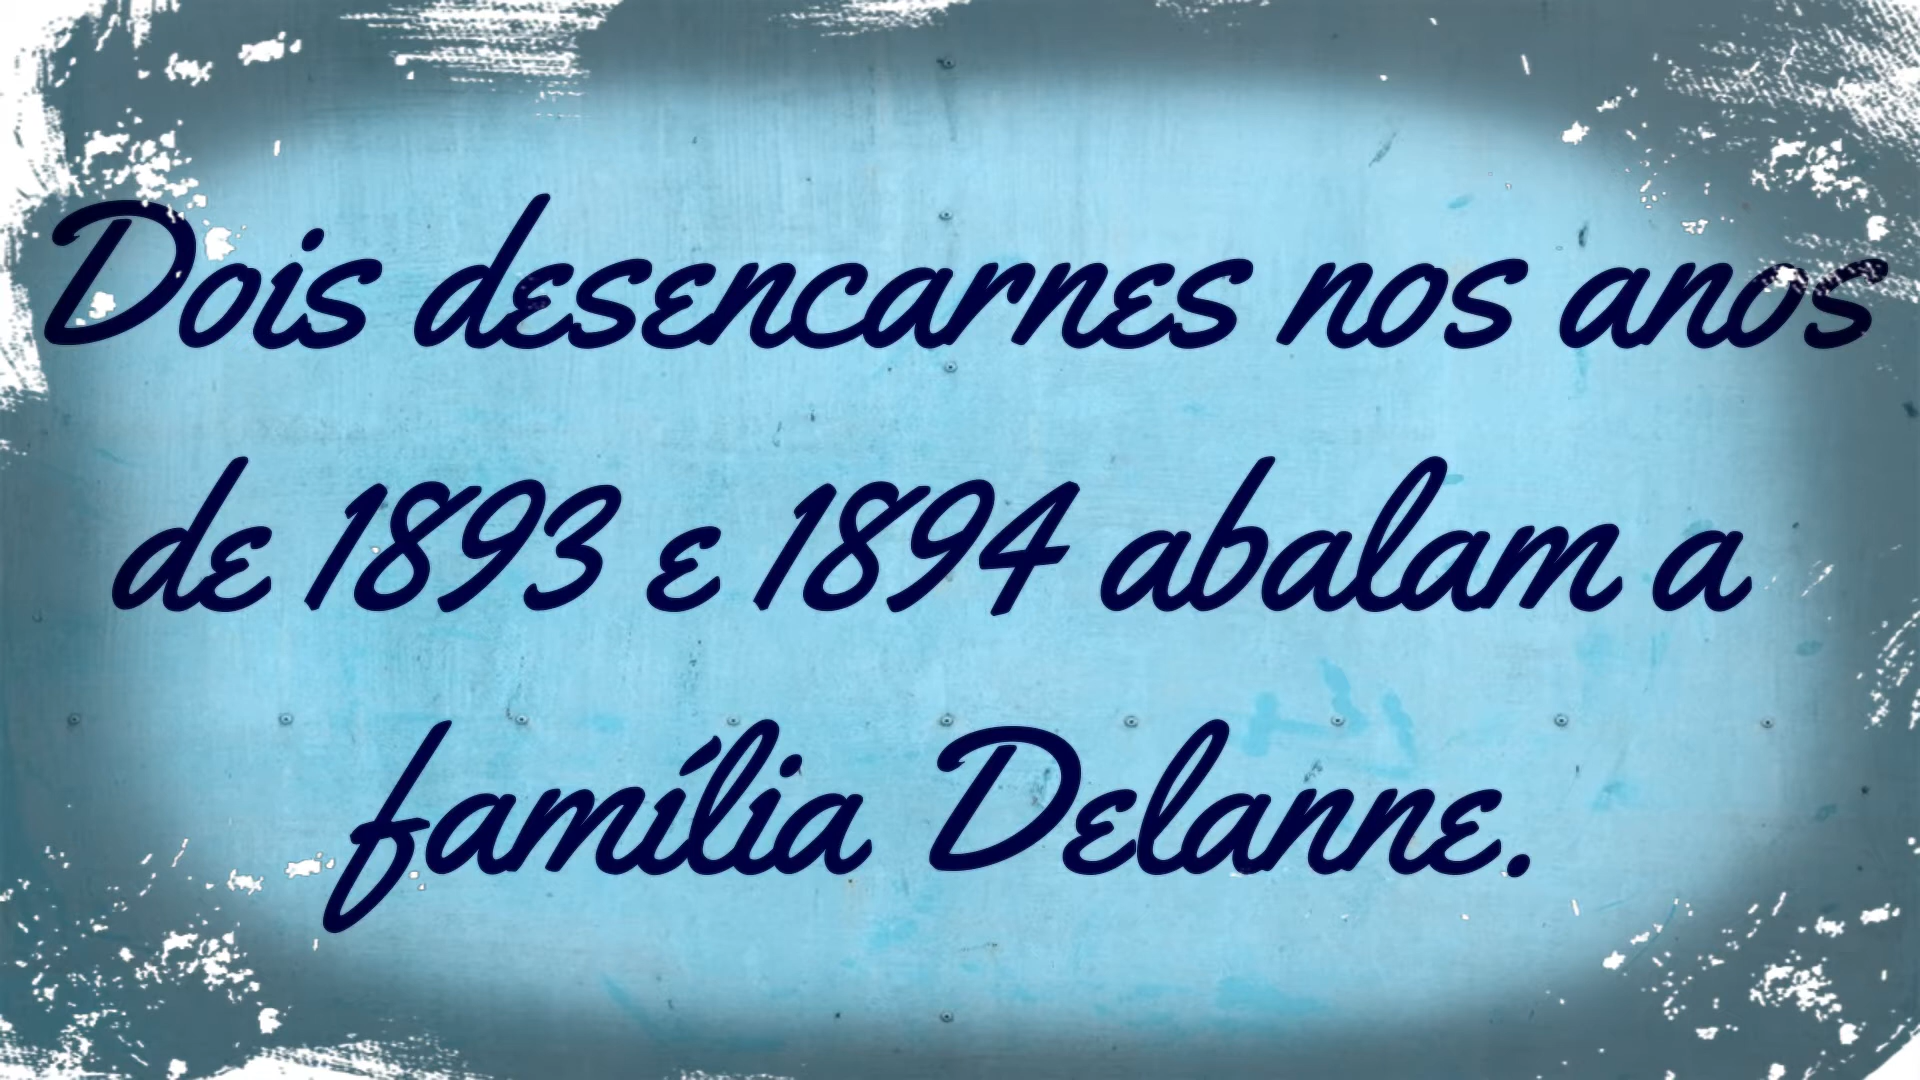 Dois desencarnes nos anos
de 1893 e 1894 abalam a
família Delanne.